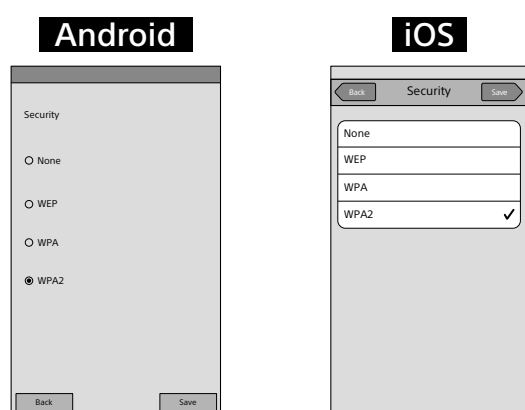 Android
Security
None
WEP
WPA
WPA2
Back
Save
iOS
Back
Security
Save
None
WEP
WPA
WPA2